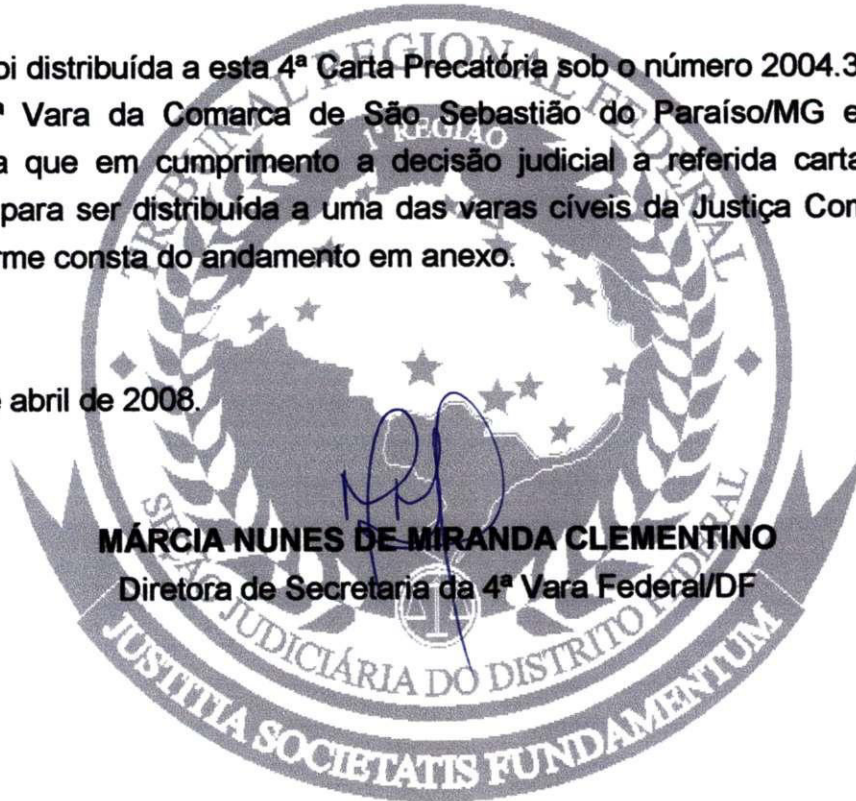 oi distribuída a esta 4ª Carta Precatória sob o número 2004.3
ª Vara da Comarca de São Sebastião do Paraíso/MG e
a que em cumprimento a decisão judicial a referida carta
para ser distribuída a uma das varas cíveis da Justiça Con
rme consta do andamento em anexo.
e abril de 2008.
MÁRCIA NUNES DE MIRANDA CLEMENTINO
Diretora de Secretaria da 4ª Vara Federal/DF
TRIBUNAL REGIONAL FEDERAL
1ª REGIÃO
SEÇÃO JUDICIÁRIA DO DISTRITO FEDERAL
JUSTITIA SOCIETATIS FUNDAMENTUM